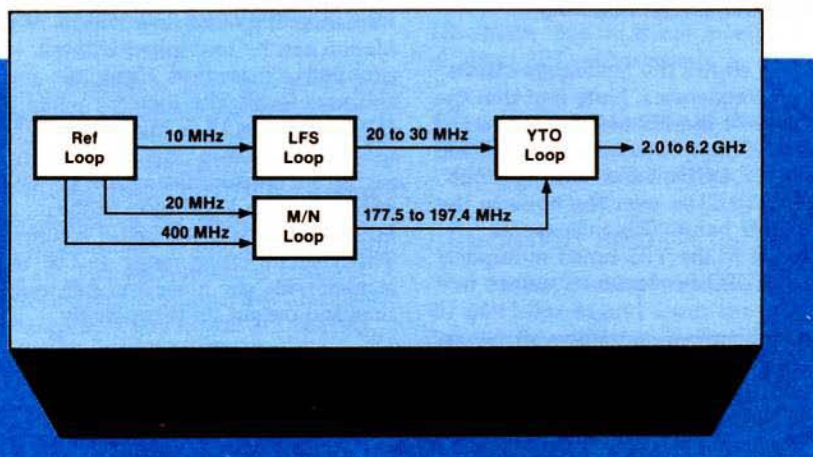 Ref
Loop
10 MHz
LFS
Loop
20 to 30 MHz
YTO
Loop
2.0 to 6.2 GHz
20 MHz
400 MHz
M/N
Loop
177.5 to 197.4 MHz